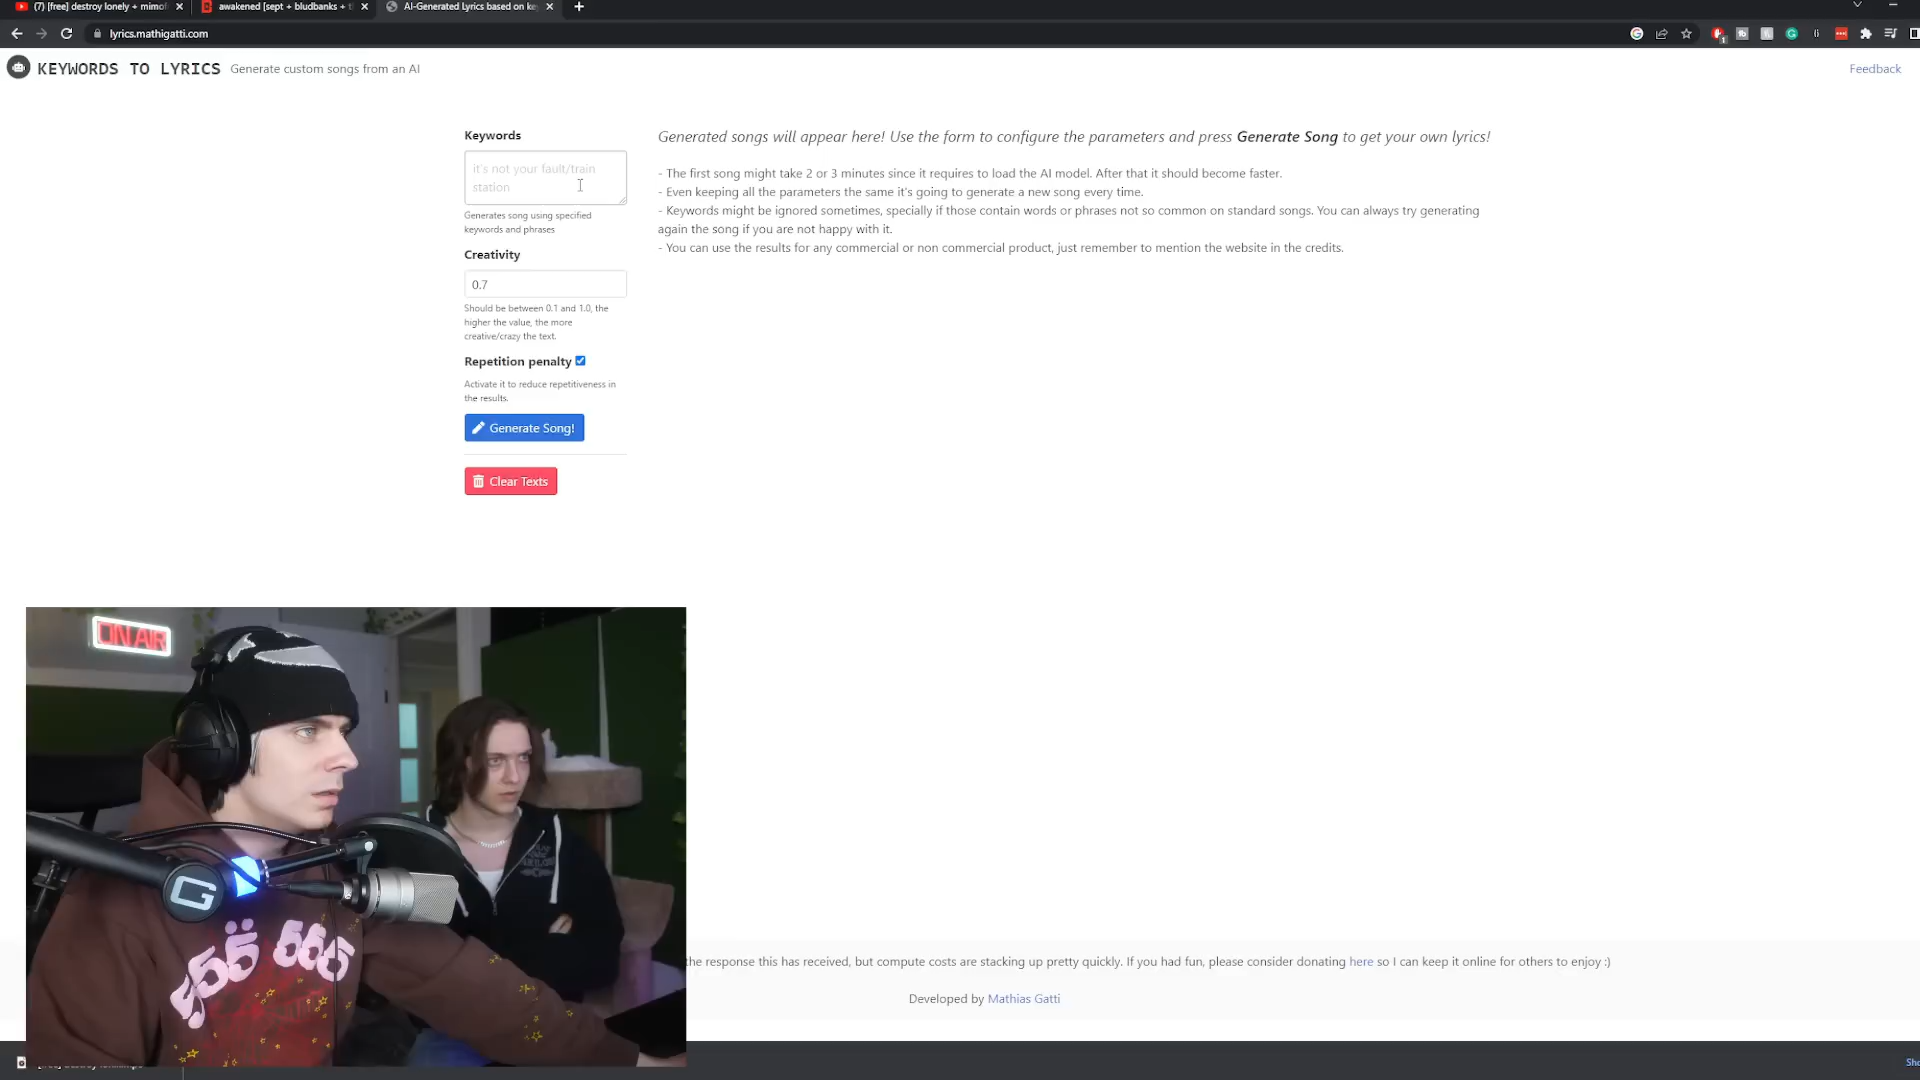 (7) [free] destroy lonely + mimof
awakened [sept + bludbanks + t
AI-Generated Lyrics based on ke
lyrics.mathigatti.com
KEYWORDS TO LYRICS Generate custom songs from an AI
Feedback
Keywords
it's not your fault/train
station
Generates song using specified
keywords and phrases
Creativity
0.7
Should be between 0.1 and 1.0, the
higher the value, the more
creative/crazy the text.
Repetition penalty
Activate it to reduce repetitiveness in
the results.
Generate Song!
Clear Texts
Generated songs will appear here! Use the form to configure the parameters and press Generate Song to get your own lyrics!
- The first song might take 2 or 3 minutes since it requires to load the AI model. After that it should become faster.
- Even keeping all the parameters the same it's going to generate a new song every time.
- Keywords might be ignored sometimes, specially if those contain words or phrases not so common on standard songs. You can always try generating
again the song if you are not happy with it.
- You can use the results for any commercial or non commercial product, just remember to mention the website in the credits.
ON AIR
G
the response this has received, but compute costs are stacking up pretty quickly. If you had fun, please consider donating here so I can keep it online for others to enjoy :)
Developed by Mathias Gatti
Sho